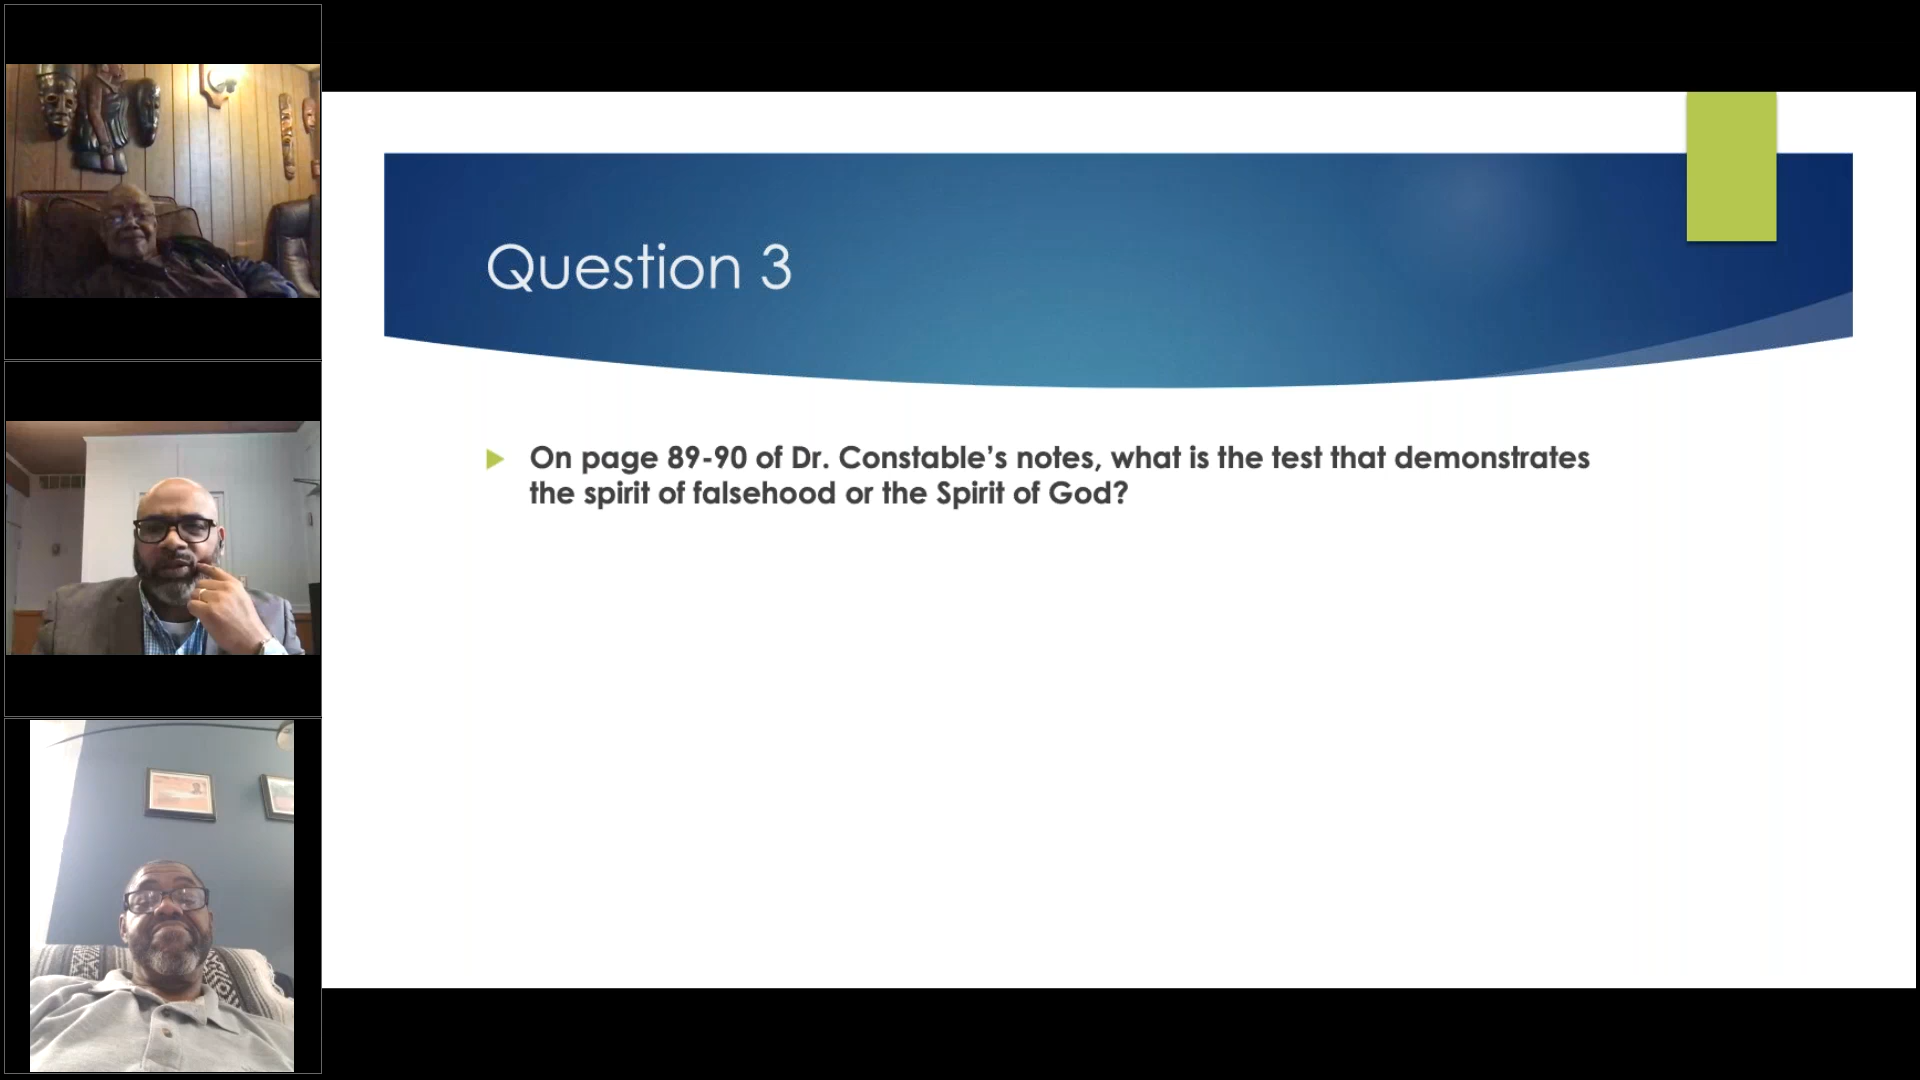 Question 3
On page 89-90 of Dr. Constable’s notes, what is the test that demonstrates
the spirit of falsehood or the Spirit of God?